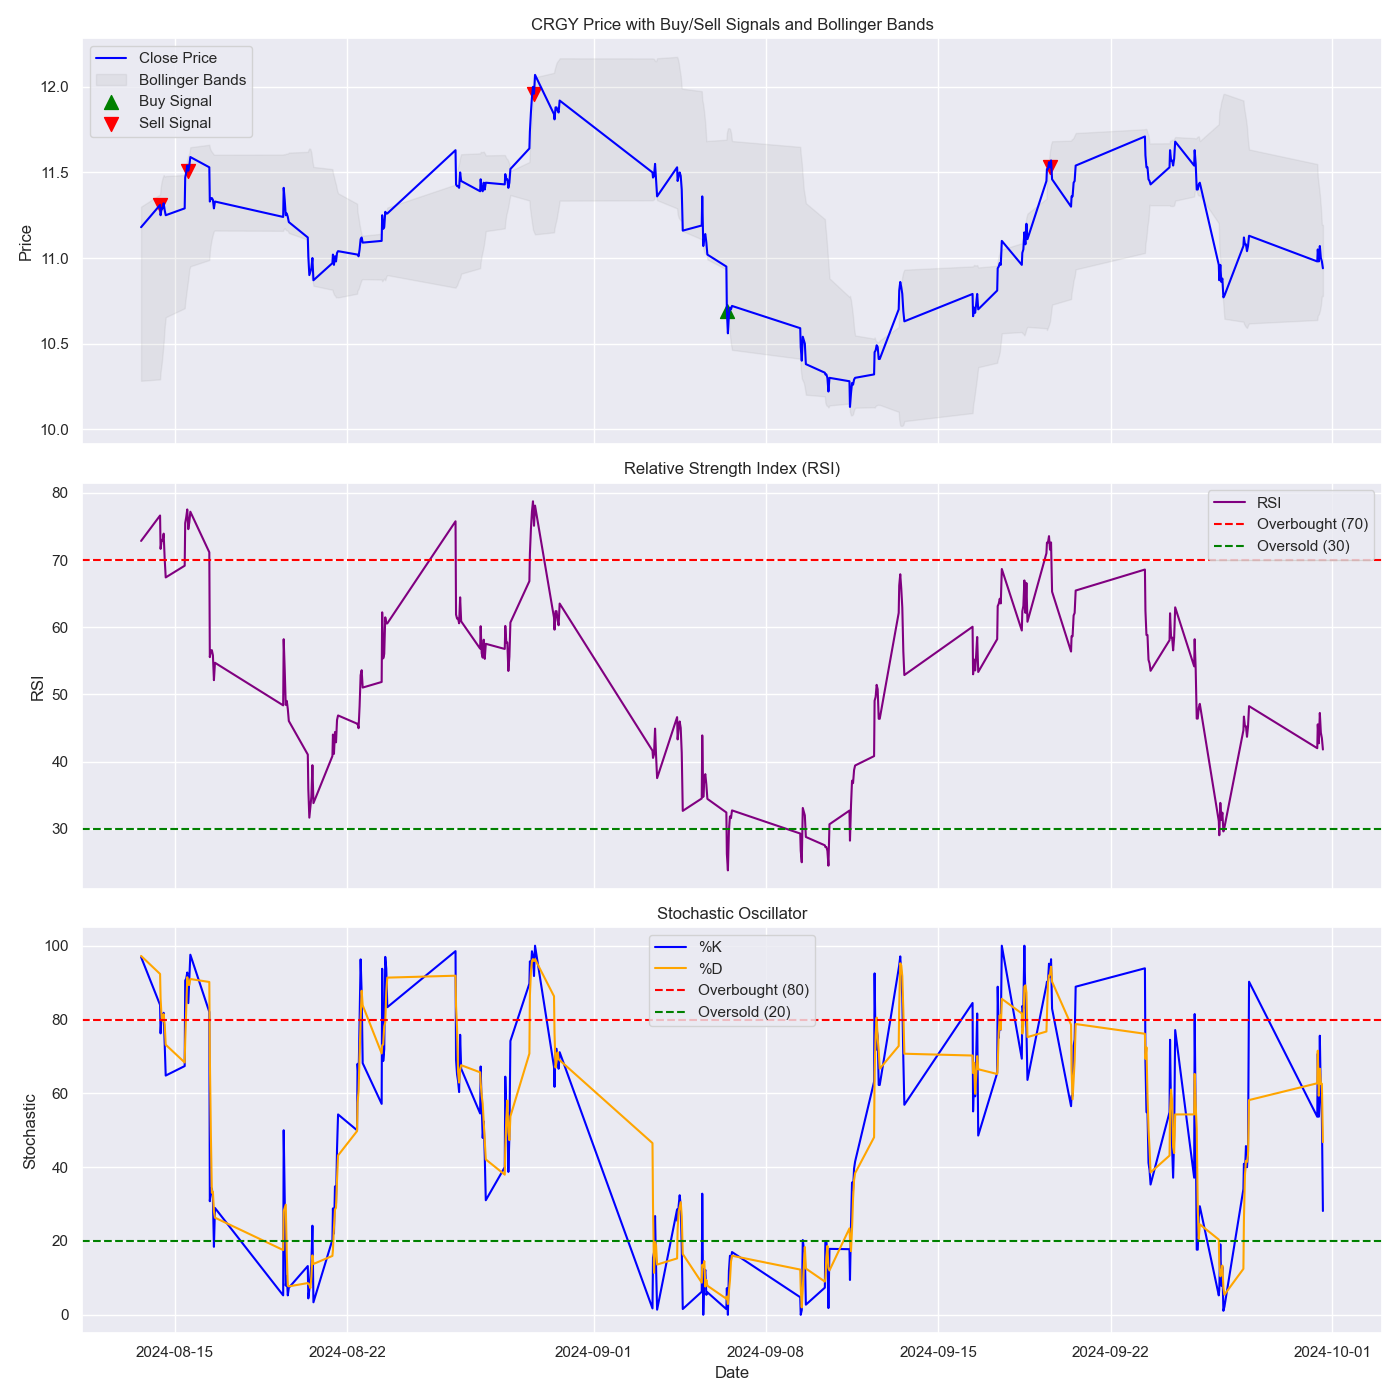 CRGY Price with Buy/Sell Signals and Bollinger Bands
Close Price
Bollinger Bands
Buy Signal
Sell Signal
12.0
11.5
11.0
10.5
10.0
Price
Relative Strength Index (RSI)
RSI
Overbought (70)
Oversold (30)
80
70
60
50
40
30
RSI
Stochastic Oscillator
%K
%D
Overbought (80)
Oversold (20)
100
80
60
40
20
0
Stochastic
2024-08-15
2024-08-22
2024-09-01
2024-09-08
2024-09-15
2024-09-22
2024-10-01
Date